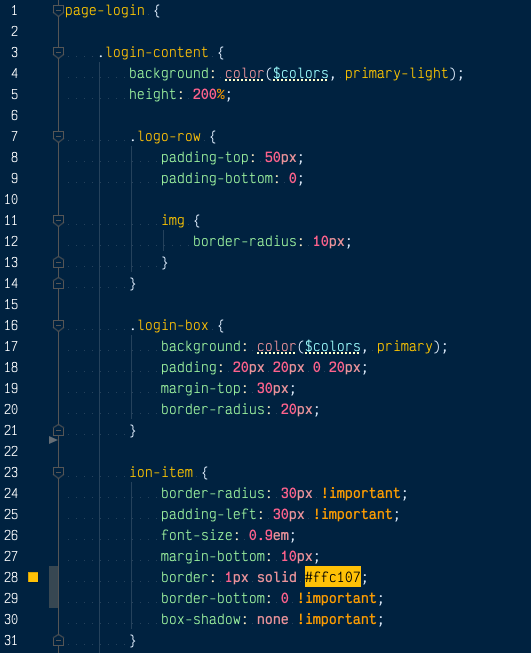 1 page-login {
2
3 .login-content {
4 background: color($colors, primary-light);
5 height: 200%;
6
7 .logo-row {
8 padding-top: 50px;
9 padding-bottom: 0;
10
11 img {
12 border-radius: 10px;
13 }
14 }
15
16 .login-box {
17 background: color($colors, primary);
18 padding: 20px 20px 0 20px;
19 margin-top: 30px;
20 border-radius: 20px;
21 }
22
23 ion-item {
24 border-radius: 30px !important;
25 padding-left: 30px !important;
26 font-size: 0.9em;
27 margin-bottom: 10px;
28 border: 1px solid #ffc107;
29 border-bottom: 0 !important;
30 box-shadow: none !important;
31 }